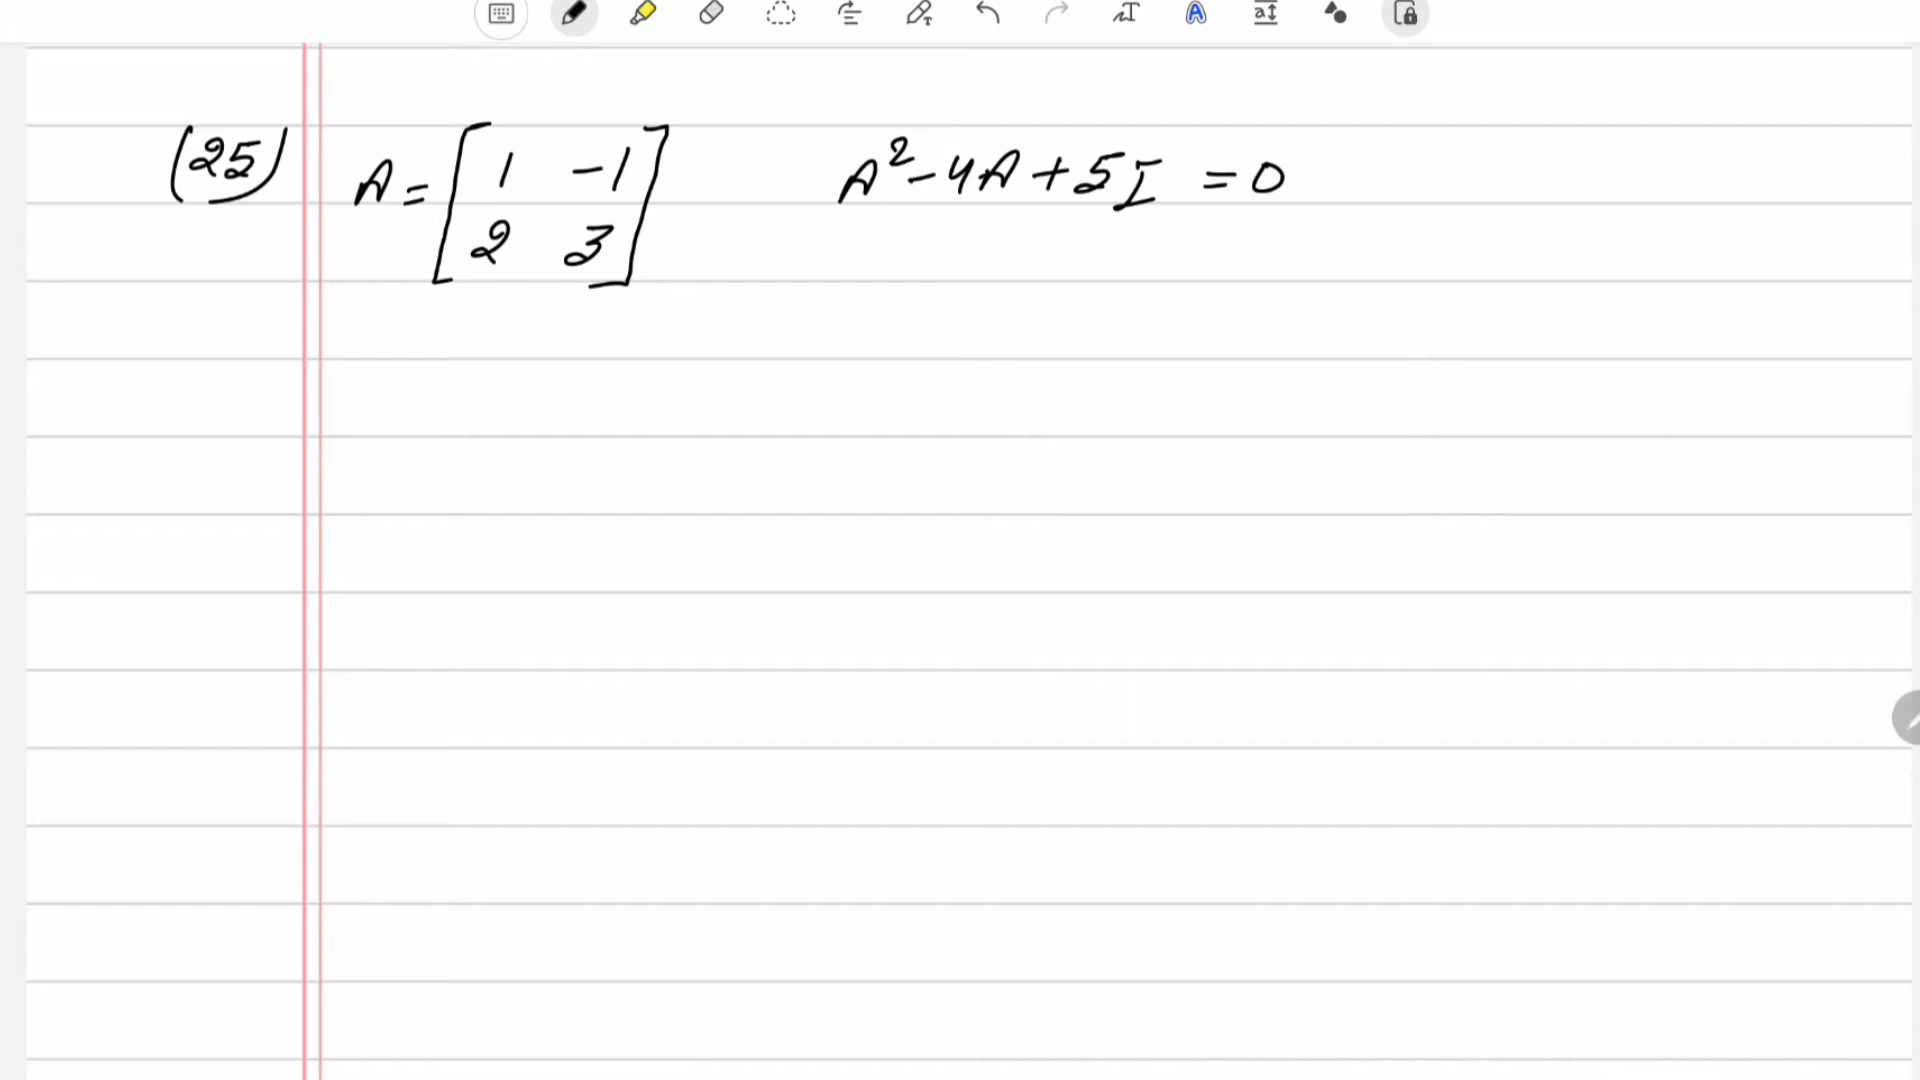 (25) A = [ 1 -1 A² - 4A + 5I = 0
2 3 ]